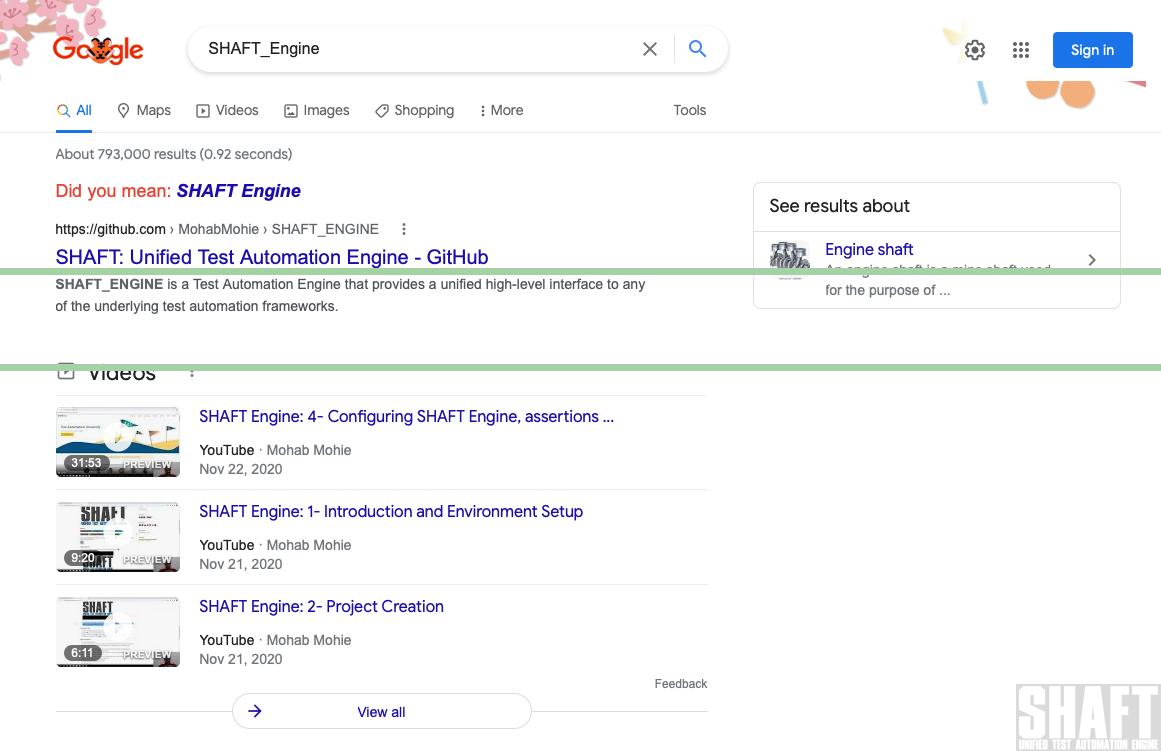 Google
SHAFT_Engine
Sign in
All
Maps
Videos
Images
Shopping
More
Tools
About 793,000 results (0.92 seconds)
Did you mean: SHAFT Engine
https://github.com › MohabMohie › SHAFT_ENGINE
SHAFT: Unified Test Automation Engine - GitHub
SHAFT_ENGINE is a Test Automation Engine that provides a unified high-level interface to any
of the underlying test automation frameworks.
See results about
Engine shaft
An engine shaft is a mine shaft used
for the purpose of ...
Videos
SHAFT Engine: 4- Configuring SHAFT Engine, assertions ...
31:53
PREVIEW
YouTube · Mohab Mohie
Nov 22, 2020
SHAFT Engine: 1- Introduction and Environment Setup
9:20
PREVIEW
YouTube · Mohab Mohie
Nov 21, 2020
SHAFT Engine: 2- Project Creation
6:11
PREVIEW
YouTube · Mohab Mohie
Nov 21, 2020
Feedback
View all
SHAFT
UNIFIED TEST AUTOMATION ENGINE